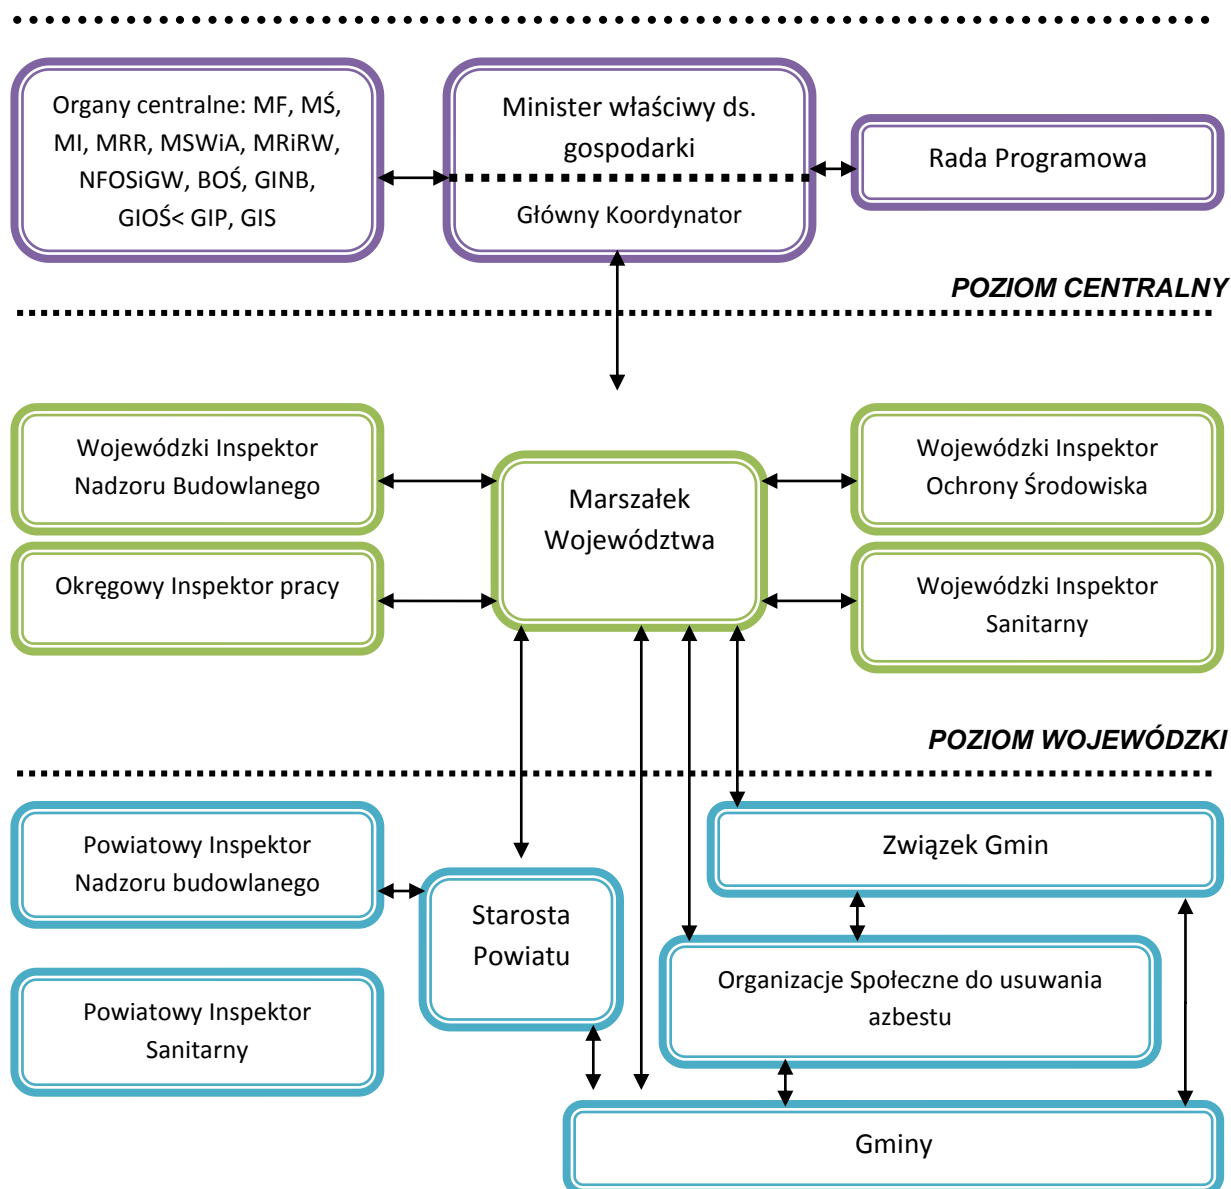 Organy centralne: MF, MŚ,
MI, MRR, MSWiA, MRiRW,
NFOSiGW, BOŚ, GINB,
GIOŚ< GIP, GIS
Minister właściwy ds.
gospodarki
Główny Koordynator
Rada Programowa
POZIOM CENTRALNY
Wojewódzki Inspektor
Nadzoru Budowlanego
Okręgowy Inspektor pracy
Marszałek
Województwa
Wojewódzki Inspektor
Ochrony Środowiska
Wojewódzki Inspektor
Sanitarny
POZIOM WOJEWÓDZKI
Powiatowy Inspektor
Nadzoru budowlanego
Powiatowy Inspektor
Sanitarny
Starosta
Powiatu
Związek Gmin
Organizacje Społeczne do usuwania
azbestu
Gminy